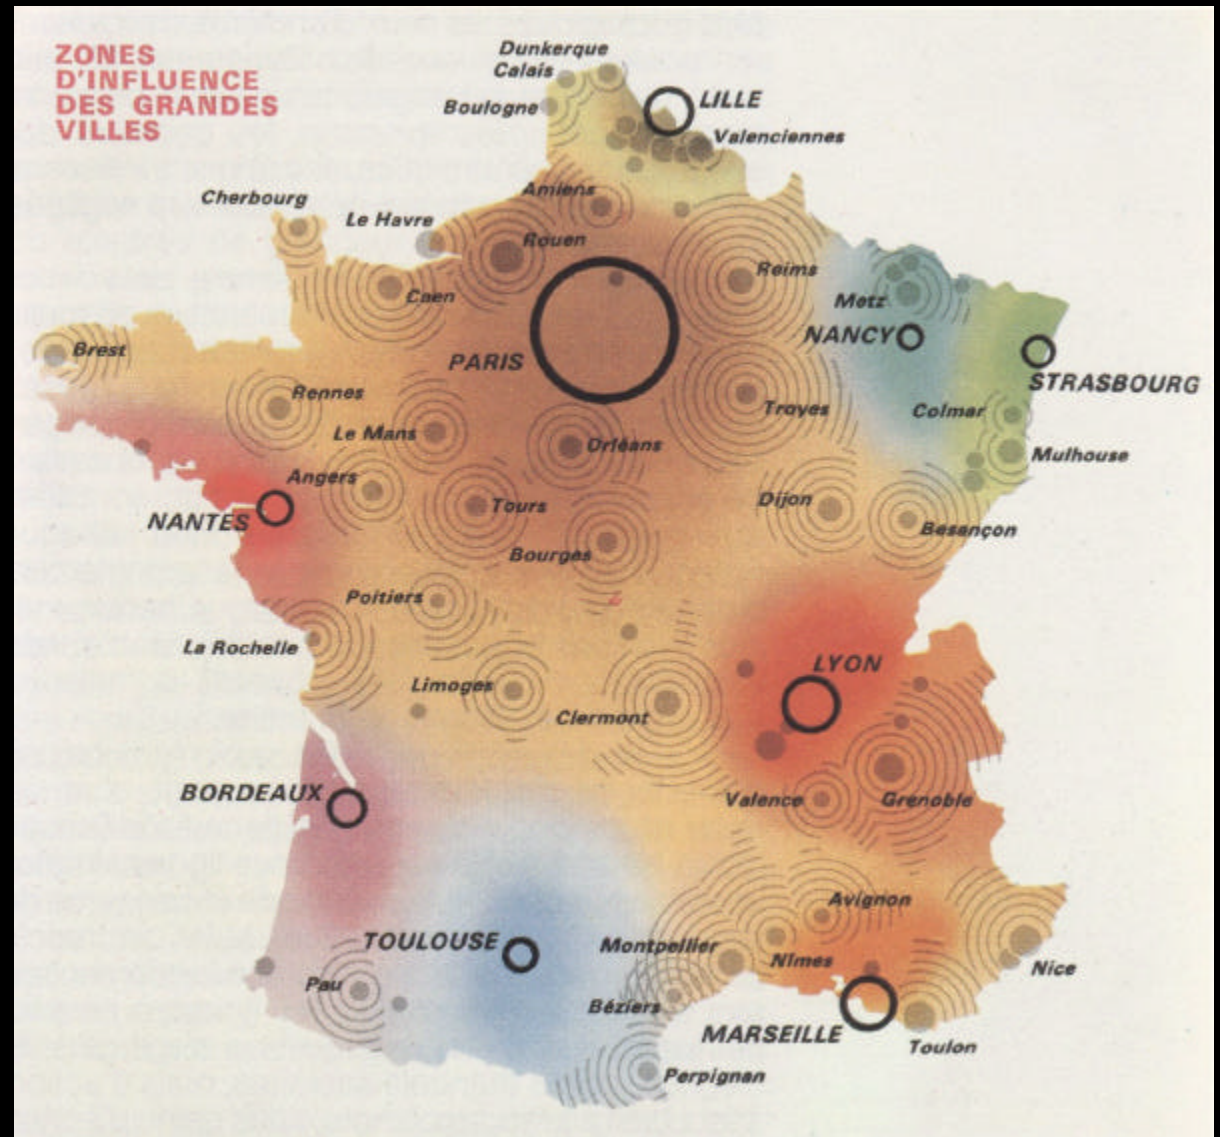 ZONES
D'INFLUENCE
DES GRANDES
VILLES
Dunkerque
Calais
Boulogne
LILLE
Valenciennes
Amiens
Cherbourg
Le Havre
Rouen
Caen
Reims
Metz
NANCY
STRASBOURG
PARIS
Brest
Rennes
Le Mans
Orléans
Troyes
Colmar
Mulhouse
Angers
NANTES
Tours
Dijon
Besançon
Bourges
Poitiers
La Rochelle
Limoges
Clermont
LYON
BORDEAUX
Valence
Grenoble
Avignon
TOULOUSE
Montpellier
Nîmes
Nice
Pau
Béziers
MARSEILLE
Toulon
Perpignan